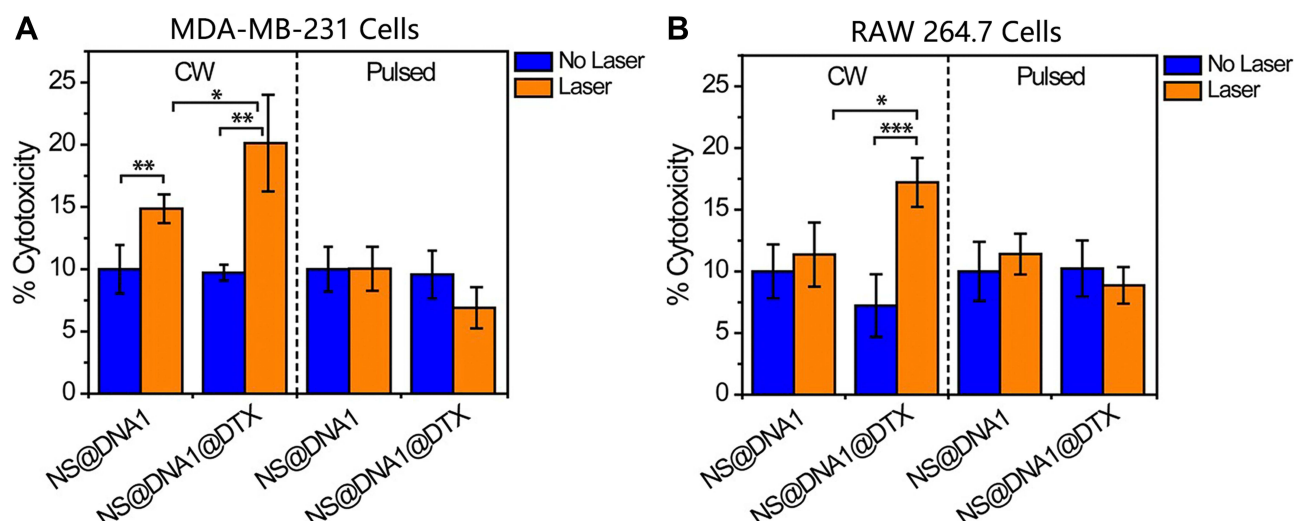 A
MDA-MB-231 Cells
% Cytotoxicity
25
20
15
10
5
0
CW
Pulsed
*
**
**
No Laser
Laser
NS@DNA1
NS@DNA1@DTX
NS@DNA1
NS@DNA1@DTX
B
RAW 264.7 Cells
% Cytotoxicity
25
20
15
10
5
0
CW
Pulsed
*
***
No Laser
Laser
NS@DNA1
NS@DNA1@DTX
NS@DNA1
NS@DNA1@DTX